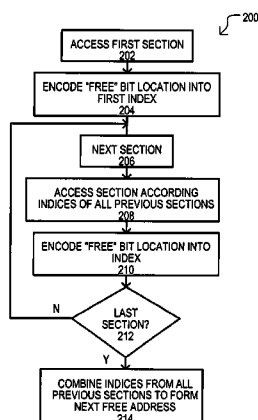 200
ACCESS FIRST SECTION
202
ENCODE "FREE" BIT LOCATION INTO
FIRST INDEX
204
NEXT SECTION
206
ACCESS SECTION ACCORDING
INDICES OF ALL PREVIOUS SECTIONS
208
ENCODE "FREE" BIT LOCATION INTO
INDEX
210
N
LAST
SECTION?
212
Y
COMBINE INDICES FROM ALL
PREVIOUS SECTIONS TO FORM
NEXT FREE ADDRESS
214